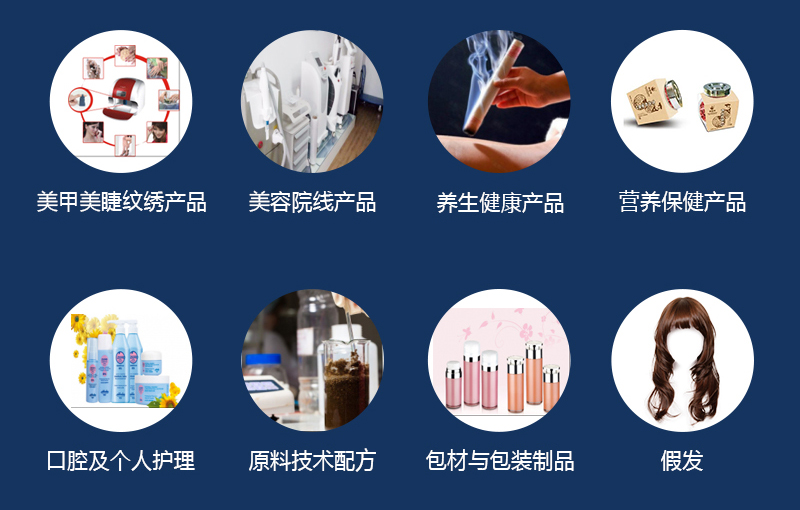 美甲美睫纹绣产品
美容院线产品
养生健康产品
营养保健产品
口腔及个人护理
原料技术配方
包材与包装制品
假发